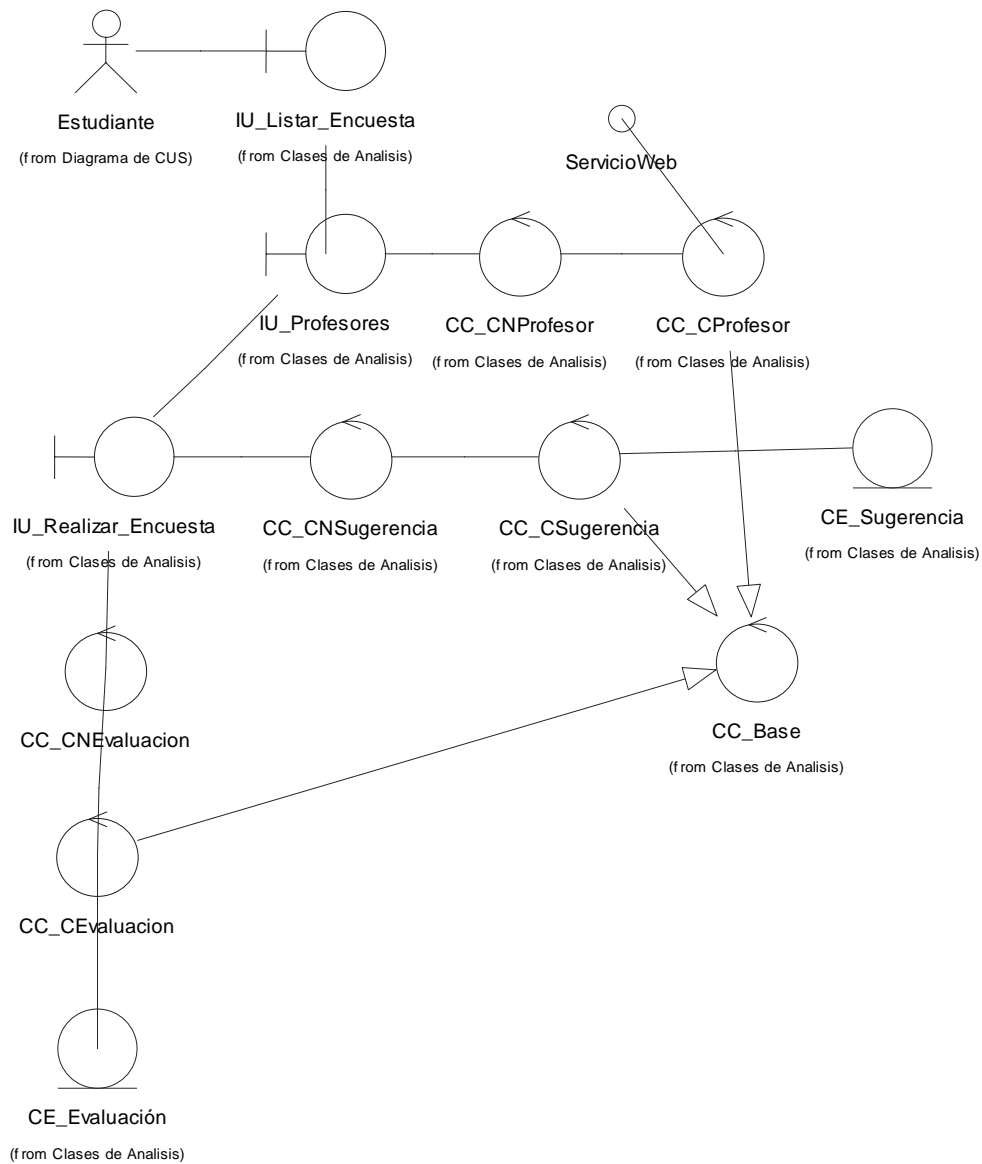 Estudiante
(from Diagrama de CUS)
IU_Listar_Encuesta
(from Clases de Analisis)
ServicioWeb
IU_Profesores
(from Clases de Analisis)
CC_CNProfesor
(from Clases de Analisis)
CC_CProfesor
(from Clases de Analisis)
IU_Realizar_Encuesta
(from Clases de Analisis)
CC_CNSugerencia
(from Clases de Analisis)
CC_CSugerencia
(from Clases de Analisis)
CE_Sugerencia
(from Clases de Analisis)
CC_CNEvaluacion
CC_Base
(from Clases de Analisis)
CC_CEvaluacion
CE_Evaluación
(from Clases de Analisis)